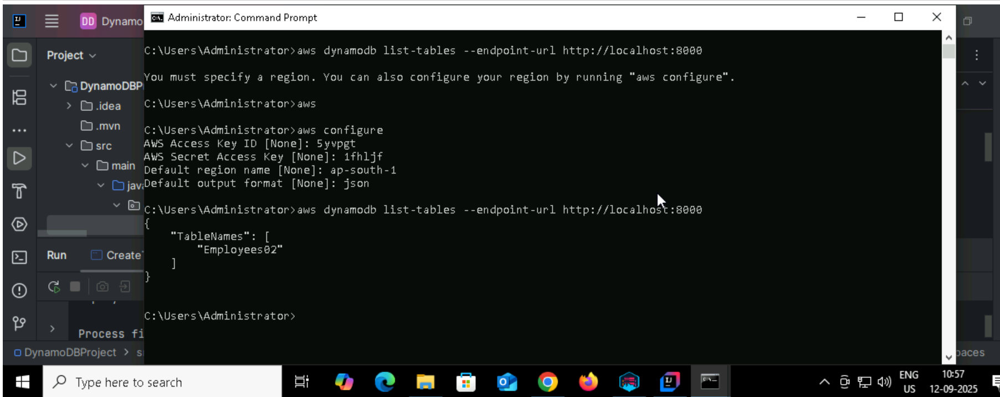 DD Dynamo
Administrator: Command Prompt
Project
DynamoDBP
.idea
.mvn
src
main
java
Run
Create
Process fi
DynamoDBProject > s
paces
C:\Users\Administrator>aws dynamodb list-tables --endpoint-url http://localhost:8000
You must specify a region. You can also configure your region by running "aws configure".
C:\Users\Administrator>aws
C:\Users\Administrator>aws configure
AWS Access Key ID [None]: 5yvpgt
AWS Secret Access Key [None]: 1fhljf
Default region name [None]: ap-south-1
Default output format [None]: json
C:\Users\Administrator>aws dynamodb list-tables --endpoint-url http://localhost:8000
{
"TableNames": [
"Employees02"
]
}
C:\Users\Administrator>
Type here to search
ENG
US
10:57
12-09-2025